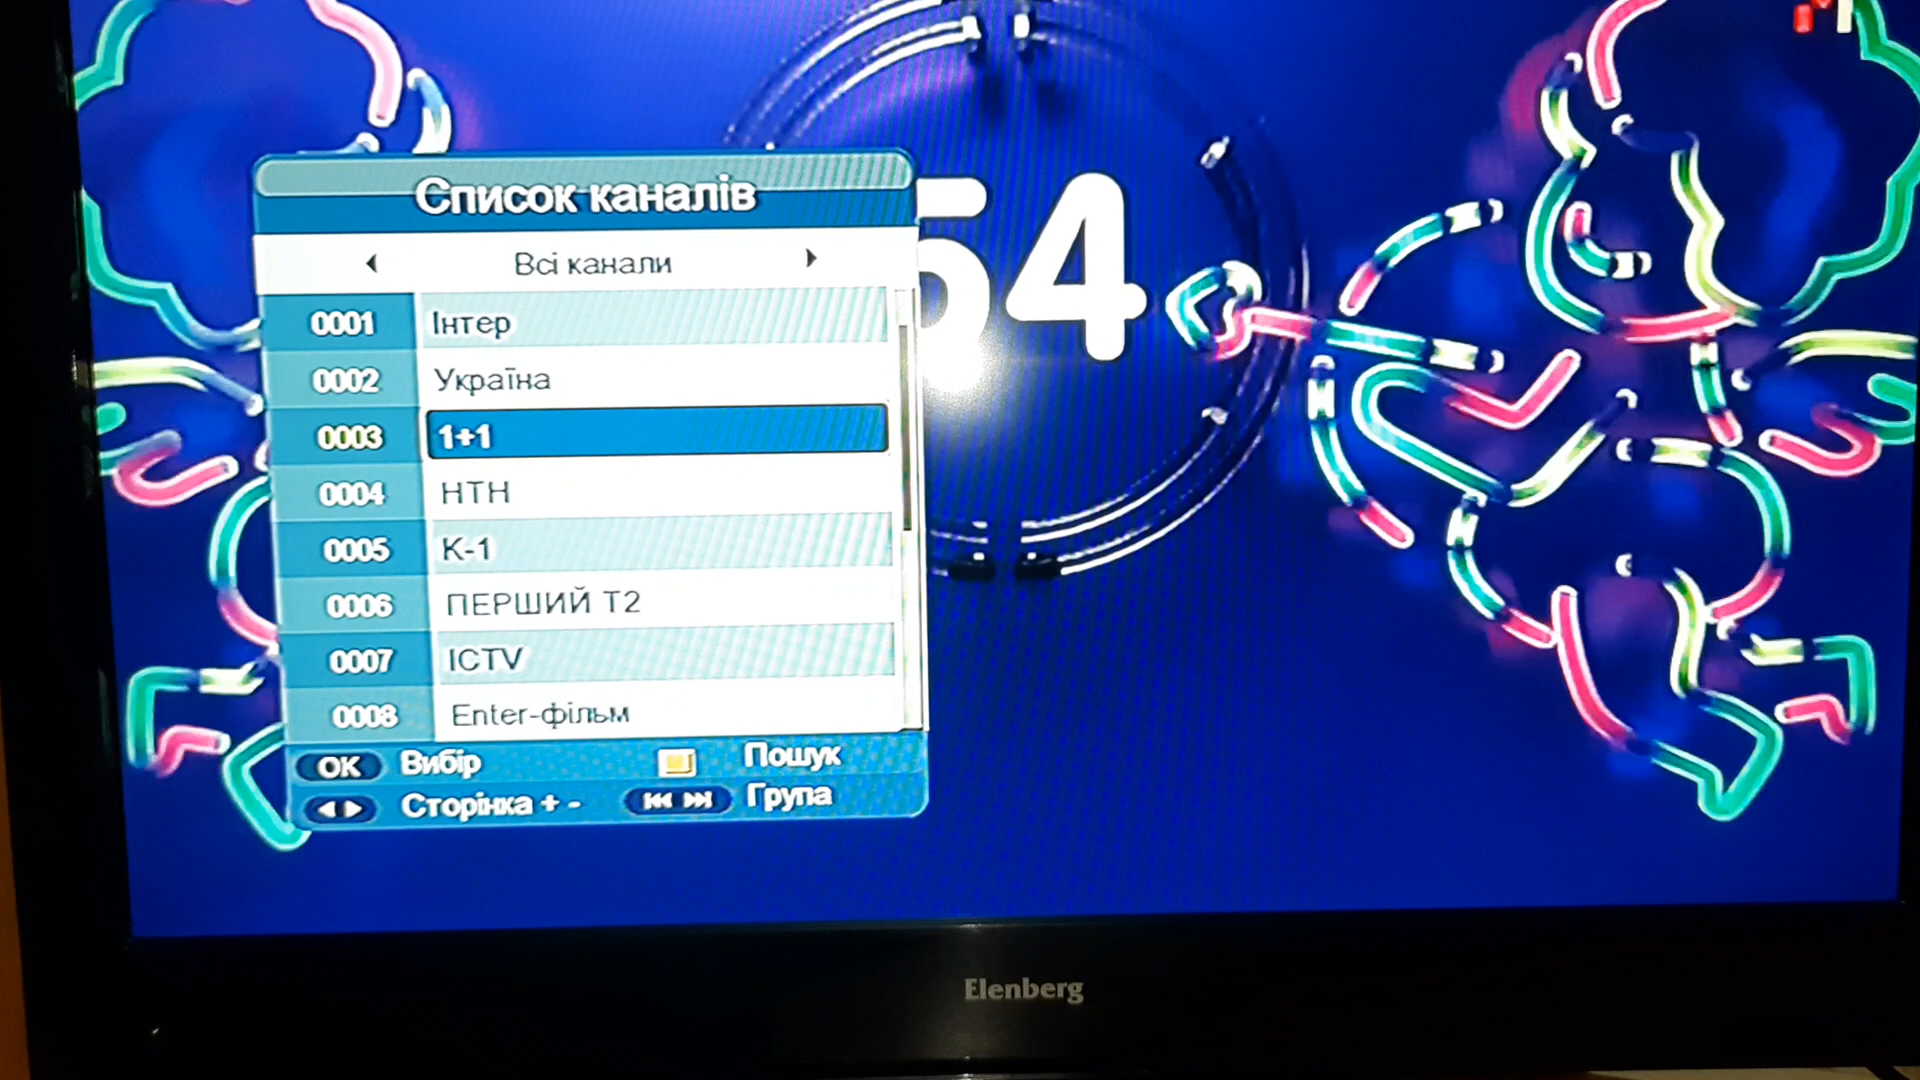 Список каналів
Всі канали
0001 Інтер
0002 Україна
0003 1+1
0004 НТН
0005 К-1
0006 ПЕРШИЙ Т2
0007 ICTV
0008 Enter-фільм
OK Вибір Пошук
Сторінка + - Група
54
Elenberg